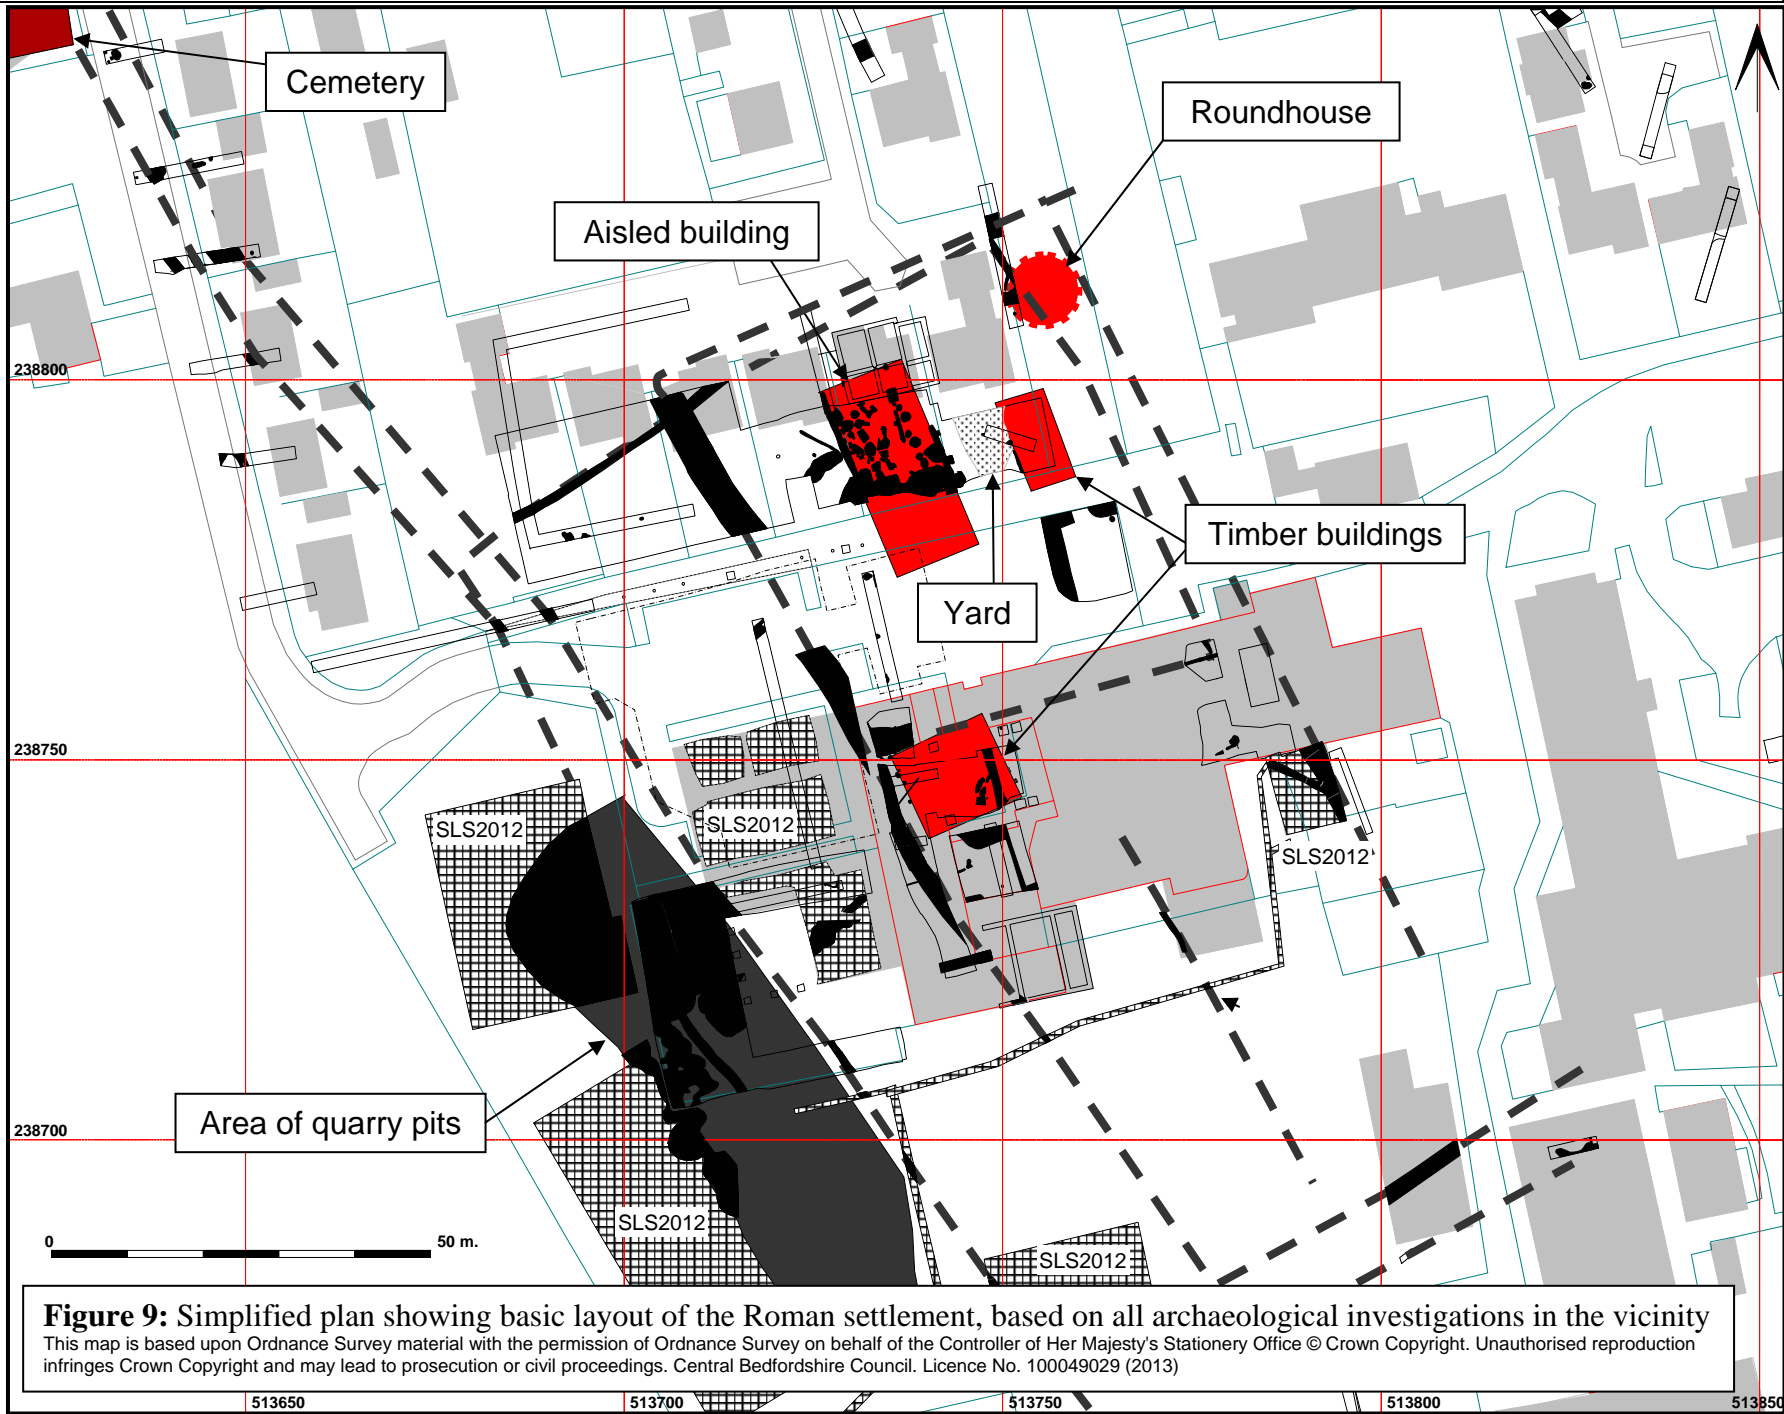 Cemetery
Roundhouse
Aisled building
238800
Timber buildings
Yard
238750
SLS2012
SLS2012
SLS2012
Area of quarry pits
238700
SLS2012
0 50 m.
SLS2012
Figure 9: Simplified plan showing basic layout of the Roman settlement, based on all archaeological investigations in the vicinity
This map is based upon Ordnance Survey material with the permission of Ordnance Survey on behalf of the Controller of Her Majesty's Stationery Office © Crown Copyright. Unauthorised reproduction
infringes Crown Copyright and may lead to prosecution or civil proceedings. Central Bedfordshire Council. Licence No. 100049029 (2013)
513650 513700 513750 513800 513850